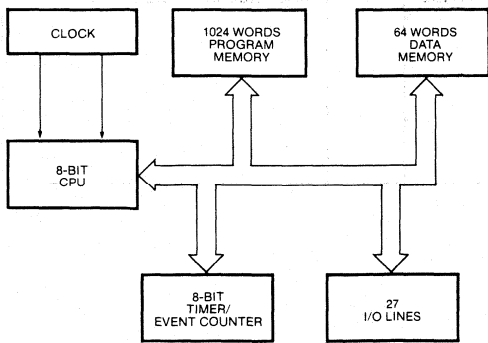 CLOCK
1024 WORDS
PROGRAM
MEMORY
64 WORDS
DATA
MEMORY
8-BIT
CPU
8-BIT
TIMER/
EVENT COUNTER
27
I/O LINES